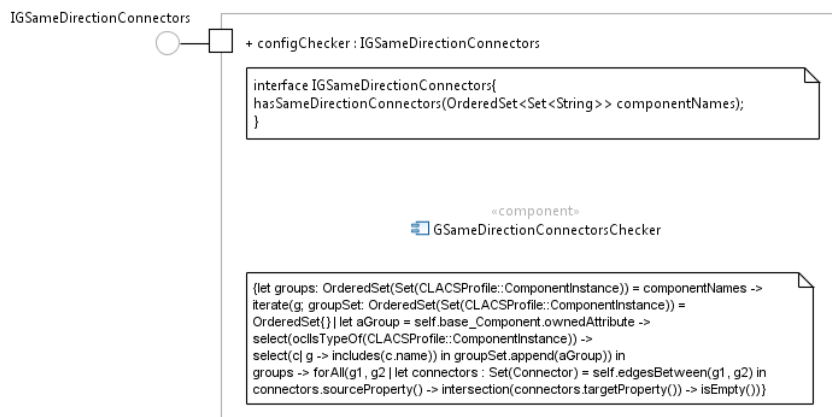 IGSameDirectionConnectors
+ configChecker : IGSameDirectionConnectors
interface IGSameDirectionConnectors{
hasSameDirectionConnectors(OrderedSet<Set<String>> componentNames);
}
«component»
GSameDirectionConnectorsChecker
{let groups: OrderedSet(Set(CLACSProfile::ComponentInstance)) = componentNames ->
iterate(g; groupSet: OrderedSet(Set(CLACSProfile::ComponentInstance)) =
OrderedSet{} | let aGroup = self.base_Component.ownedAttribute ->
select(oclIsTypeOf(CLACSProfile::ComponentInstance)) ->
select(c| g -> includes(c.name)) in groupSet.append(aGroup)) in
groups -> forAll(g1, g2 | let connectors : Set(Connector) = self.edgesBetween(g1, g2) in
connectors.sourceProperty() -> intersection(connectors.targetProperty()) -> isEmpty())}